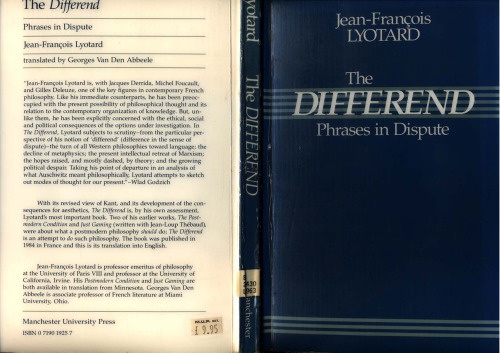 The Differend
Phrases in Dispute
Jean-François Lyotard
translated by Georges Van Den Abbeele
"Jean-François Lyotard is, with Jacques Derrida, Michel Foucault,
and Gilles Deleuze, one of the key figures in contemporary French
philosophy. Like his immediate counterparts, he has been preoc-
cupied with the present possibility of philosophical thought and its
relation to the contemporary organization of knowledge. But, un-
like them, he has been explicitly concerned with the ethical, social
and political consequences of the options under investigation. In
The Differend, Lyotard subjects to scrutiny–from the particular per-
spective of his notion of 'differend' (difference in the sense of
dispute)–the turn of all Western philosophies toward language; the
decline of metaphysics; the present intellectual retreat of Marxism;
the hopes raised, and mostly dashed, by theory; and the growing
political despair. Taking his point of departure in an analysis of
what Auschwitz meant philosophically, Lyotard attempts to sketch
out modes of thought for our present."–Wlad Godzich
With its revised view of Kant, and its development of the con-
sequences for aesthetics, The Differend is, by his own assessment,
Lyotard's most important book. Two of his earlier works, The Post-
modern Condition and Just Gaming (written with Jean-Loup Thébaud),
were about what a postmodern philosophy should do; The Differend
is an attempt to do such philosophy. The book was published in
1984 in France and this is its translation into English.
Jean-François Lyotard is professor emeritus of philosophy
at the University of Paris VIII and professor at the University of
California, Irvine. His Postmodern Condition and Just Gaming are
both available in translation from Minnesota. Georges Van Den
Abbeele is associate professor of French literature at Miami
University, Ohio.
Manchester University Press
ISBN 0 7190 1925 7
£9.95
yotard
The DIFFEREND
2430
anchester
Jean-François
LYOTARD
The
DIFFEREND
Phrases in Dispute